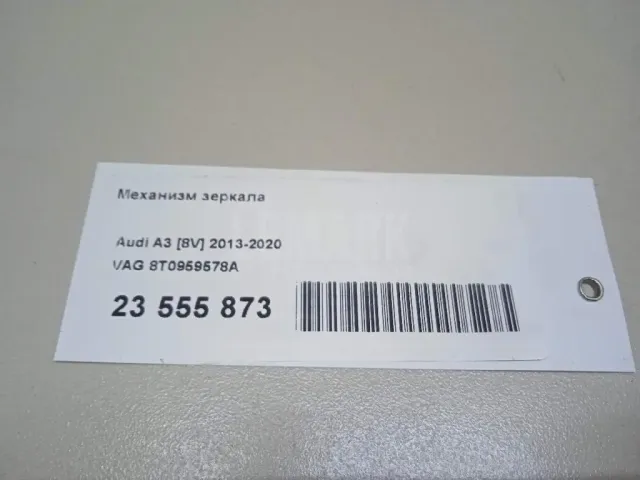 Механизм зеркала
Audi A3 [8V] 2013-2020
VAG 8T0959578A
23 555 873